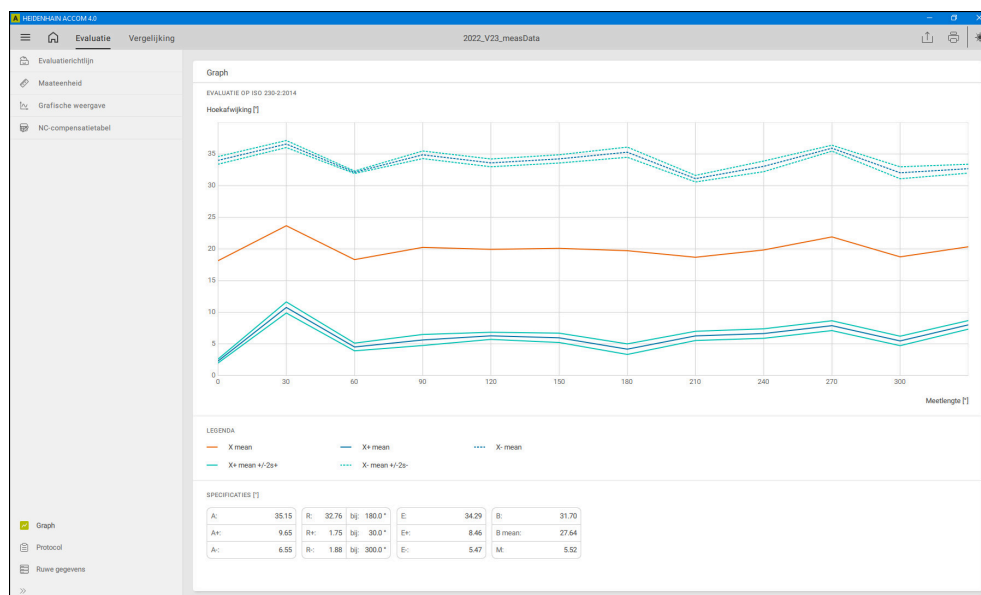 HEIDENHAIN ACCOM 4.0
Evaluatie Vergelijking 2022_V23_measData
Evaluatierichtlijn
Maateenheid
Grafische weergave
NC-compensatietabel
Graph
EVALUATIE OP ISO 230-2:2014
Hoekafwijking ["]
35
30
25
20
15
10
5
0
0 30 60 90 120 150 180 210 240 270 300
Meetlengte [°]
LEGENDA
X mean X+ mean X- mean
X+ mean +/-2s+ X- mean +/-2s-
SPECIFICATIES ["]
A: 35.15 R: 32.76 bij: 180.0 ° E: 34.29 B: 31.70
A+: 9.65 R+: 1.75 bij: 30.0 ° E+: 8.46 B mean: 27.64
A-: 6.55 R-: 1.88 bij: 300.0 ° E-: 5.47 M: 5.52
Graph
Protocol
Ruwe gegevens